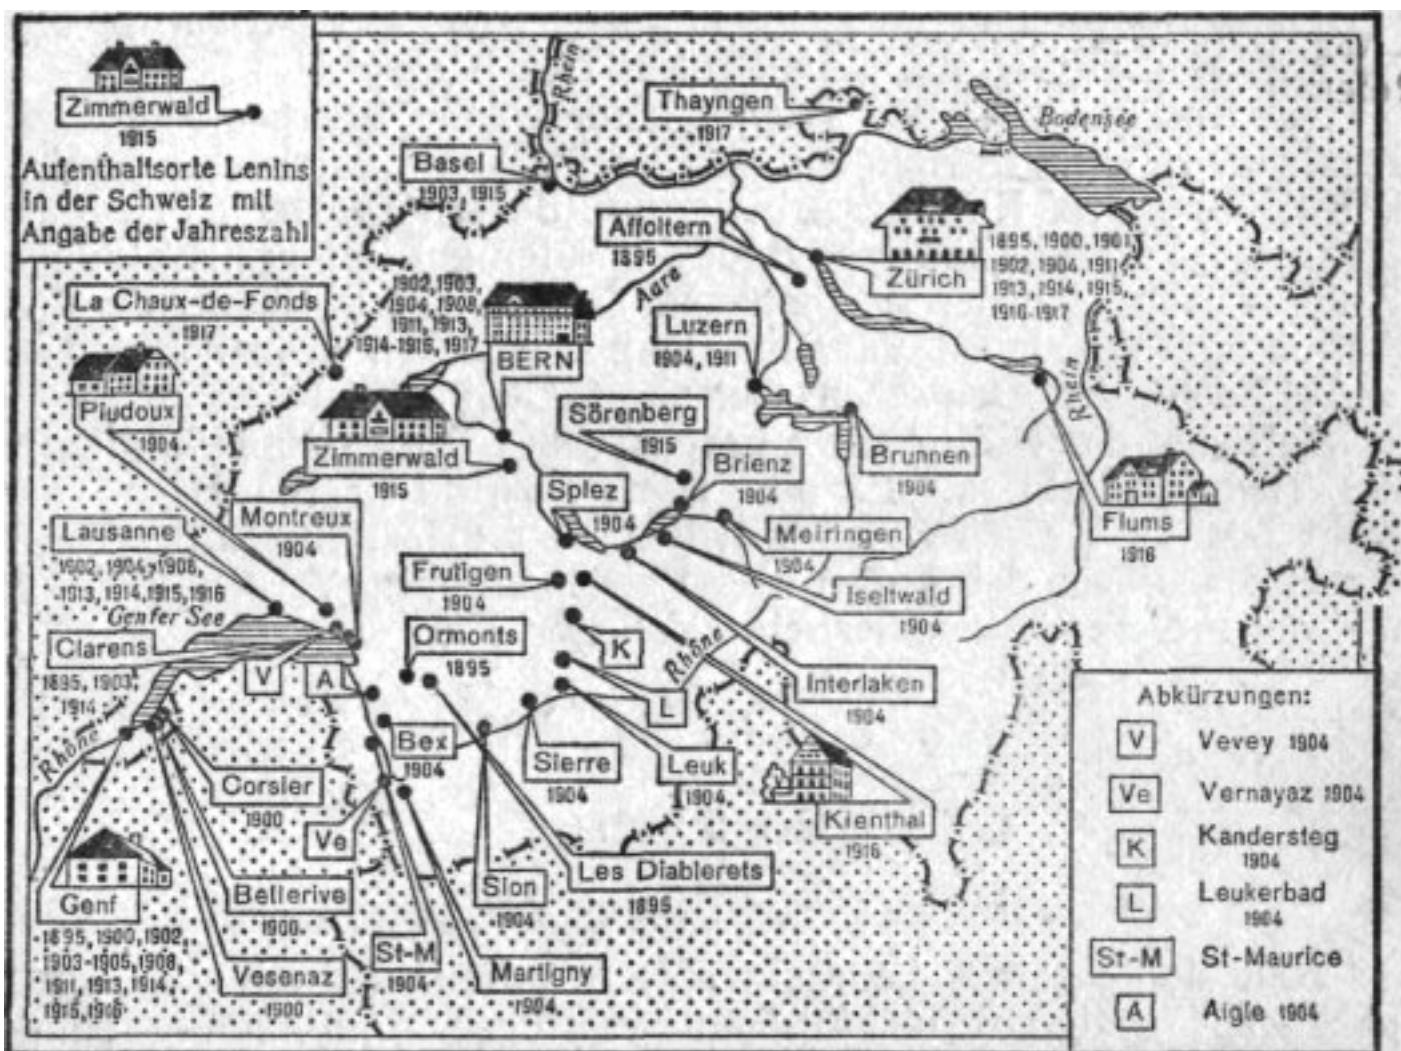 Zimmerwald
1915
Aufenthaltsorte Lenins
in der Schweiz mit
Angabe der Jahreszahl
Rhein
Thayngen
1917
Bodensee
Basel
1903, 1915
Affoltern
1895
Aare
Zürich
1895, 1900, 1901,
1902, 1904, 1911,
1913, 1914, 1915,
1916-1917
La Chaux-de-Fonds
1917
1902, 1903,
1904, 1908,
1911, 1913,
1914-1916, 1917
BERN
Luzern
1904, 1911
Rhein
Piudoux
1904
Zimmerwald
1915
Sörenberg
1915
Brienz
1904
Brunnen
1904
Flums
1916
Spiez
1904
Meiringen
1904
Iseltwald
1904
Lausanne
1902, 1904, 1908,
1913, 1914, 1915, 1916
Montreux
1904
Genfer See
Frutigen
1904
Clarens
1895, 1903,
1914
V
A
Ormonts
1895
K
Rhône
L
Interlaken
1904
Rhône
Bex
1904
Sierre
1904
Leuk
1904
Kienthal
1916
Corsier
1900
Ve
Genf
1895, 1900, 1902,
1903-1905, 1908,
1911, 1913, 1914,
1915, 1916
Bellerive
1900
Vesenaz
1900
St-M
1904
Sion
1904
Les Diablerets
1895
Martigny
1904
Abkürzungen:
V Vevey 1904
Ve Vernayaz 1904
K Kandersteg
1904
L Leukerbad
1904
St-M St-Maurice
A Aigle 1904